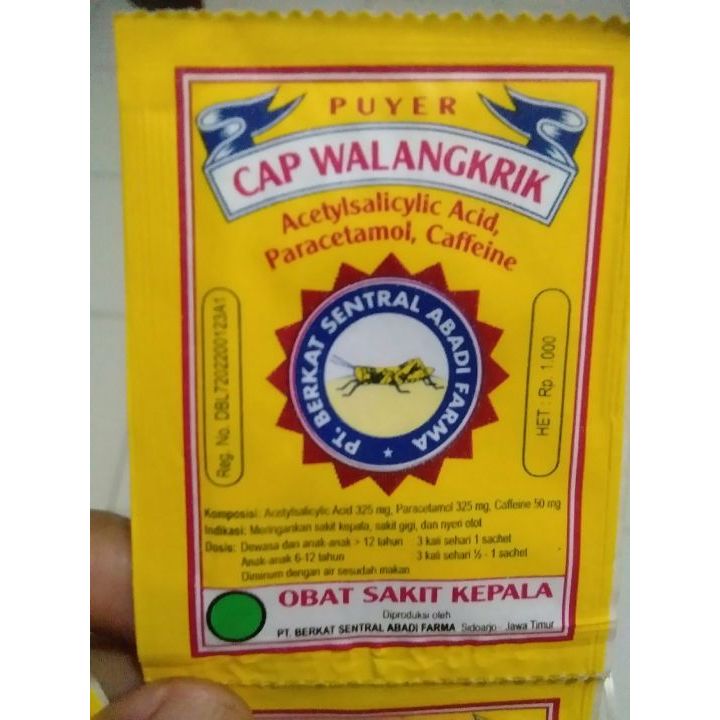 PUYER
CAP WALANGKRIK
Acetylsalicylic Acid,
Paracetamol, Caffeine
PT. BERKAT SENTRAL ABADI FARMA
Reg. No. DBL7202200123A1
HET : Rp 1.000
Komposisi: Acetylsalicylic Acid 325 mg, Paracetamol 325 mg, Caffeine 50 mg
Indikasi: Meringankan sakit kepala, sakit gigi, dan nyeri otot
Dosis: Dewasa dan anak-anak > 12 tahun : 3 kali sehari 1 sachet
Anak-anak 6-12 tahun : 3 kali sehari ½ - 1 sachet
Diminum dengan air sesudah makan
OBAT SAKIT KEPALA
Diproduksi oleh
PT. BERKAT SENTRAL ABADI FARMA Sidoarjo - Jawa Timur